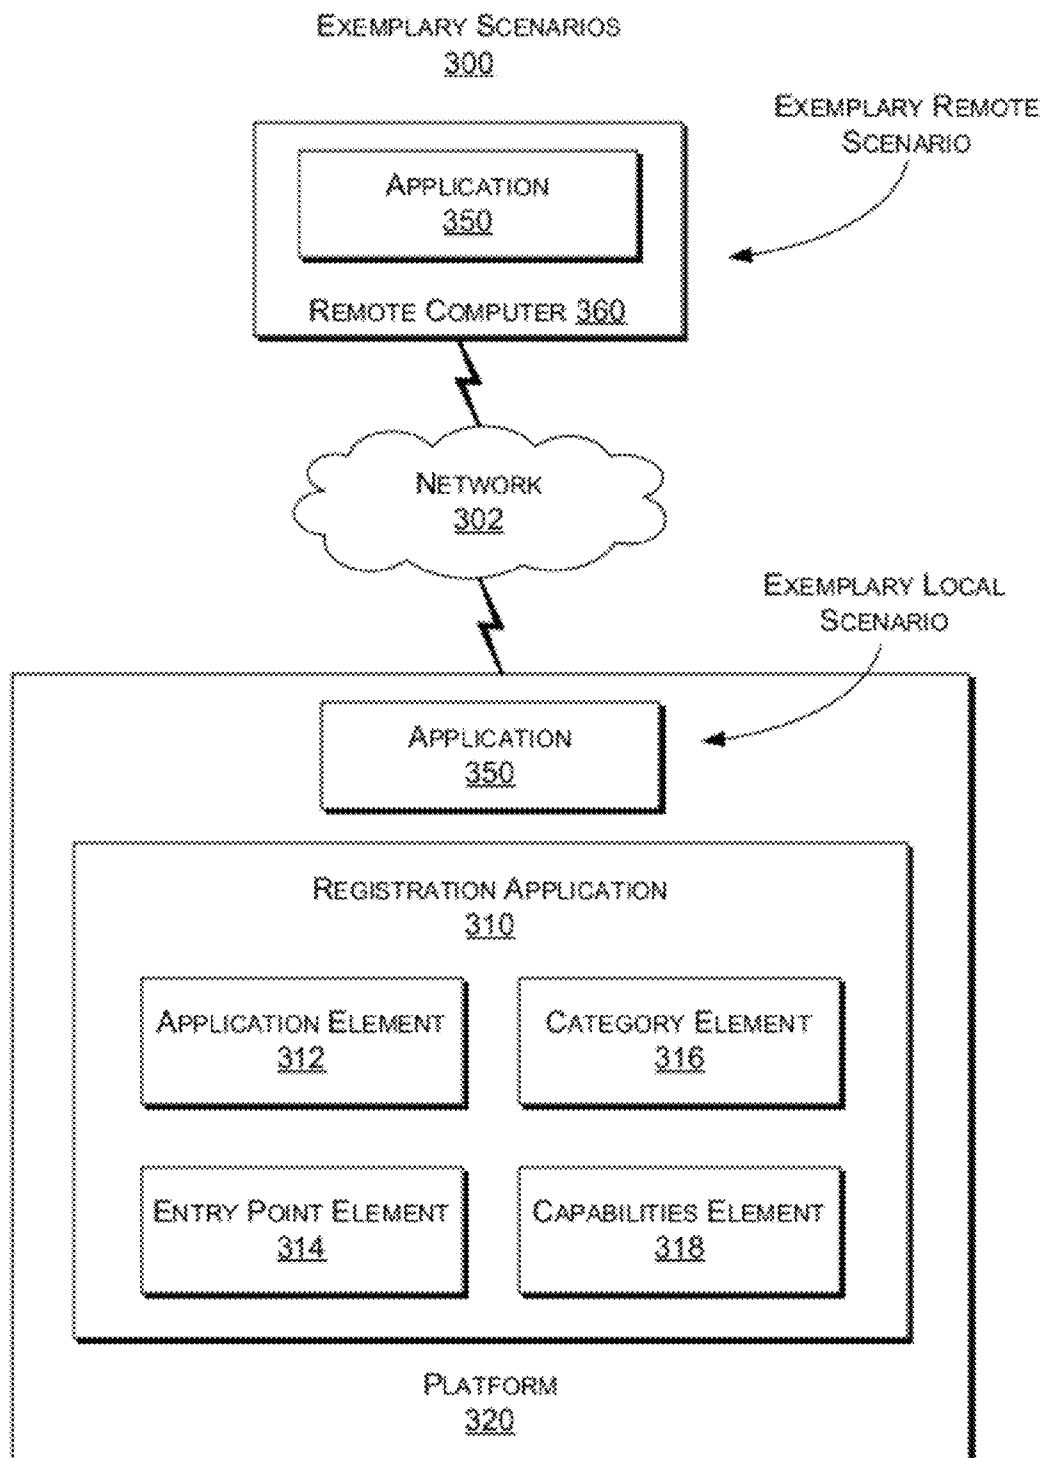 EXEMPLARY SCENARIOS
300
EXEMPLARY REMOTE
SCENARIO
APPLICATION
350
REMOTE COMPUTER 360
NETWORK
302
EXEMPLARY LOCAL
SCENARIO
APPLICATION
350
REGISTRATION APPLICATION
310
APPLICATION ELEMENT
312
CATEGORY ELEMENT
316
ENTRY POINT ELEMENT
314
CAPABILITIES ELEMENT
318
PLATFORM
320